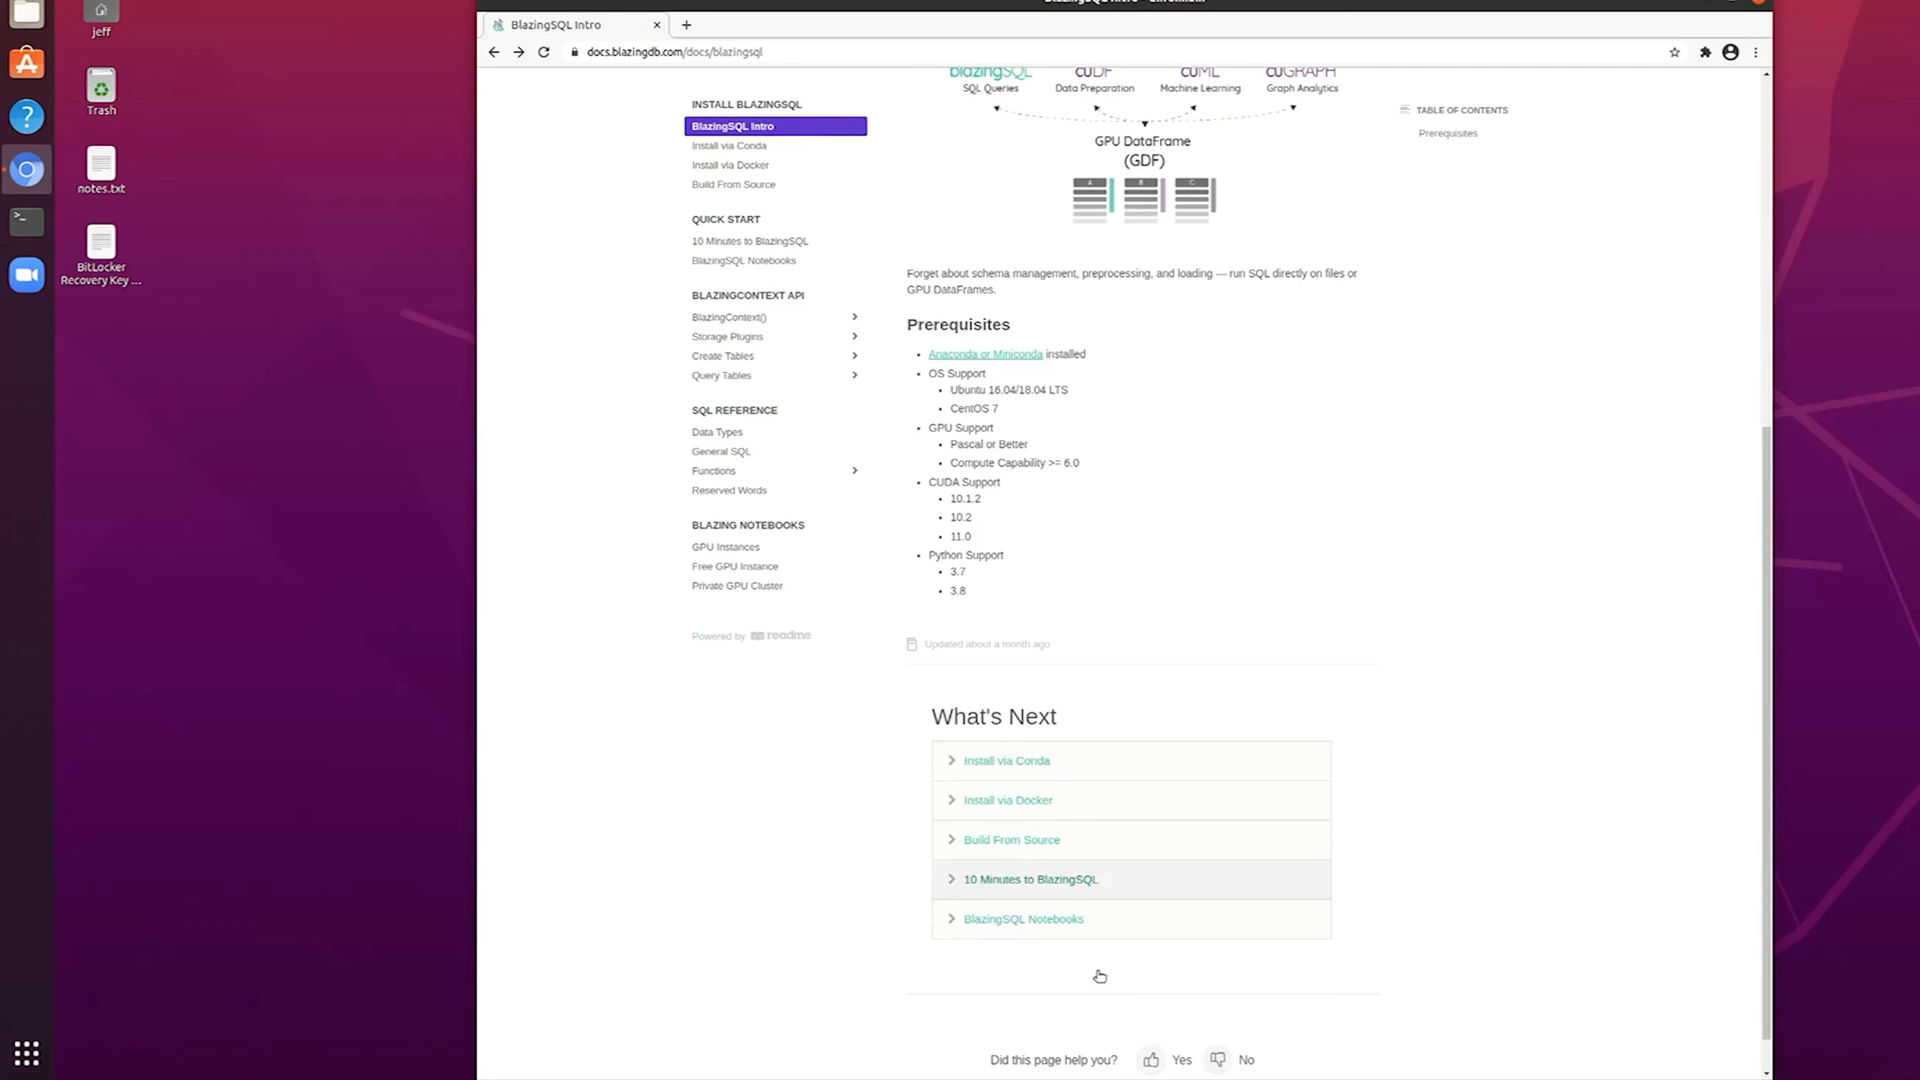 BlazingSQL Intro
docs.blazingdb.com/docs/blazingsql
jeff
Trash
notes.txt
BitLocker
Recovery Key ...
INSTALL BLAZINGSQL
BlazingSQL Intro
Install via Conda
Install via Docker
Build From Source
QUICK START
10 Minutes to BlazingSQL
BlazingSQL Notebooks
BLAZINGCONTEXT API
BlazingContext()
Storage Plugins
Create Tables
Query Tables
SQL REFERENCE
Data Types
General SQL
Functions
Reserved Words
BLAZING NOTEBOOKS
GPU Instances
Free GPU Instance
Private GPU Cluster
Powered by readme
blazingSQL cuDF cuML cuGRAPH
SQL Queries Data Preparation Machine Learning Graph Analytics
GPU DataFrame
(GDF)
A B C
Forget about schema management, preprocessing, and loading — run SQL directly on files or
GPU DataFrames.
Prerequisites
Anaconda or Miniconda installed
OS Support
Ubuntu 16.04/18.04 LTS
CentOS 7
GPU Support
Pascal or Better
Compute Capability >= 6.0
CUDA Support
10.1.2
10.2
11.0
Python Support
3.7
3.8
Updated about a month ago
What's Next
Install via Conda
Install via Docker
Build From Source
10 Minutes to BlazingSQL
BlazingSQL Notebooks
Did this page help you? Yes No
TABLE OF CONTENTS
Prerequisites